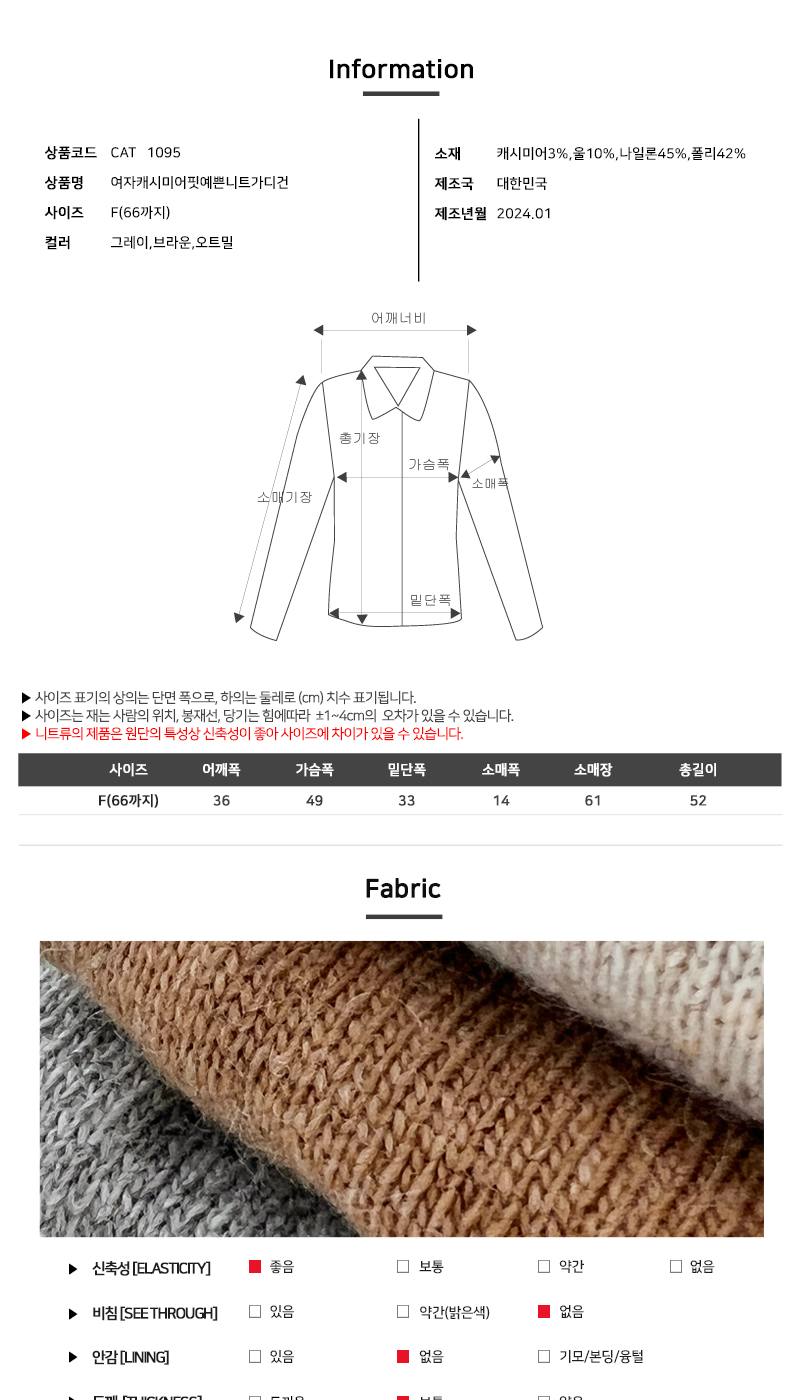 Information
상품코드 CAT 1095
상품명 여자캐시미어핏예쁜니트가디건
사이즈 F(66까지)
컬러 그레이,브라운,오트밀
소재 캐시미어3%,울10%,나일론45%,폴리42%
제조국 대한민국
제조년월 2024.01
어깨너비
총기장
가슴폭
소매폭
소매기장
밑단폭
▶ 사이즈 표기의 상의는 단면 폭으로, 하의는 둘레로 (cm) 치수 표기됩니다.
▶ 사이즈는 재는 사람의 위치, 봉재선, 당기는 힘에따라 ±1~4cm의 오차가 있을 수 있습니다.
▶ 니트류의 제품은 원단의 특성상 신축성이 좋아 사이즈에 차이가 있을 수 있습니다.
사이즈 어깨폭 가슴폭 밑단폭 소매폭 소매장 총길이
F(66까지) 36 49 33 14 61 52
Fabric
▶ 신축성 [ELASTICITY] 좋음 보통 약간 없음
▶ 비침 [SEE THROUGH] 있음 약간(밝은색) 없음
▶ 안감 [LINING] 있음 없음 기모/본딩/융털